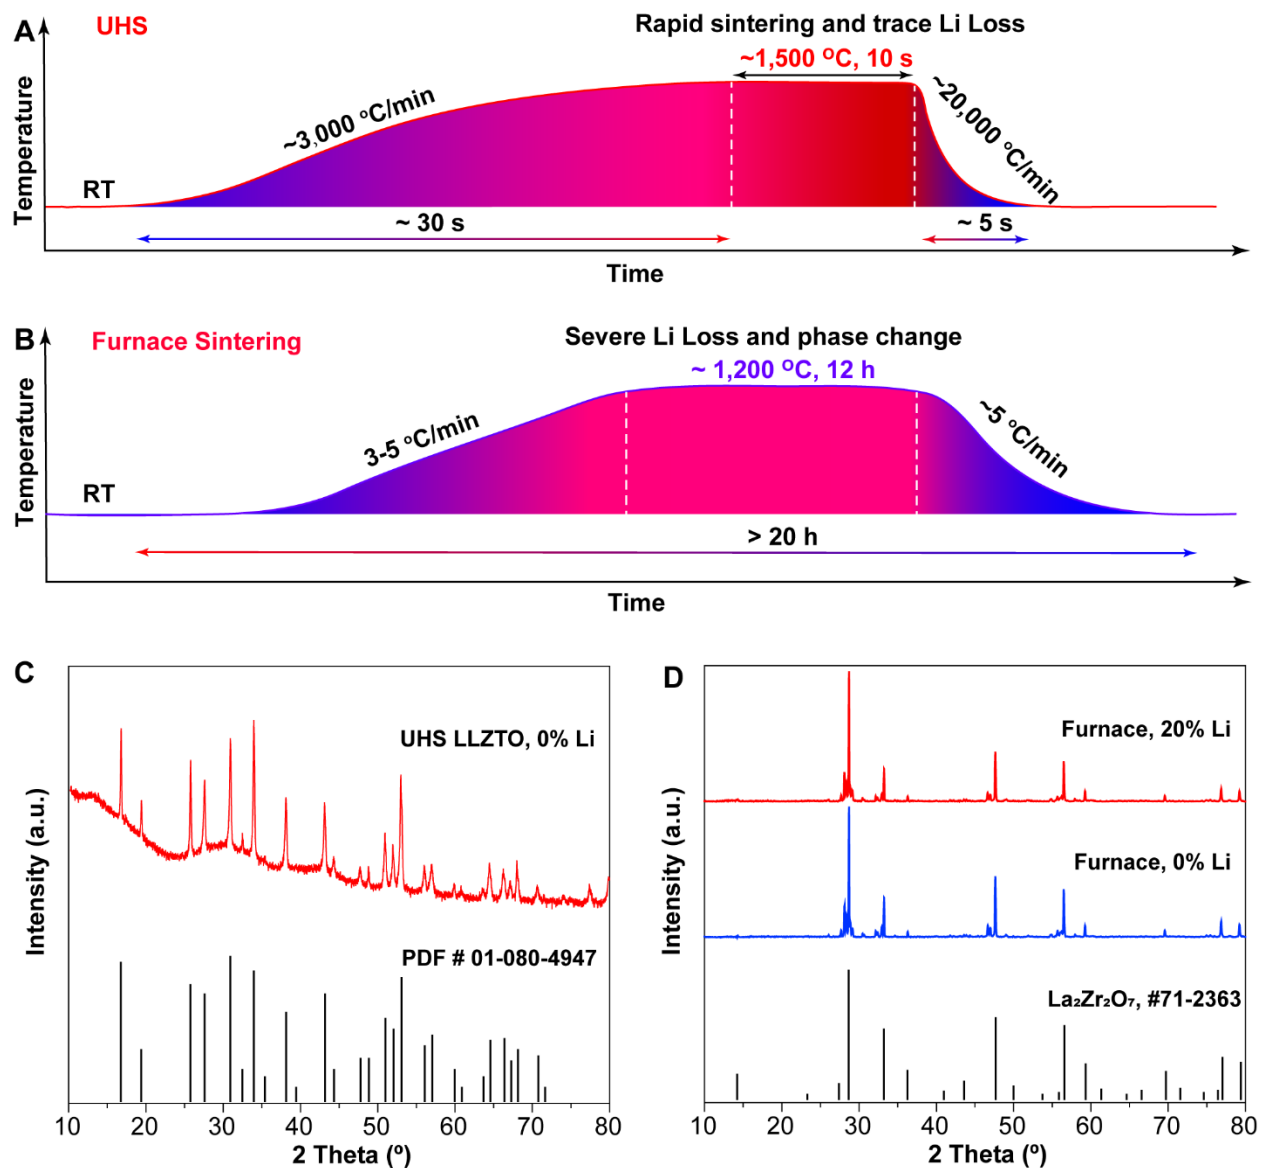 A
UHS
Rapid sintering and trace Li Loss
~1,500 ᴼC, 10 s
~3,000 °C/min
~20,000 °C/min
RT
~ 30 s
~ 5 s
Temperature
Time
B
Furnace Sintering
Severe Li Loss and phase change
~ 1,200 ᴼC, 12 h
3-5 °C/min
~5 °C/min
RT
> 20 h
Temperature
Time
C
UHS LLZTO, 0% Li
PDF # 01-080-4947
Intensity (a.u.)
10 20 30 40 50 60 70 80
2 Theta (º)
D
Furnace, 20% Li
Furnace, 0% Li
La₂Zr₂O₇, #71-2363
Intensity (a.u.)
10 20 30 40 50 60 70 80
2 Theta (º)